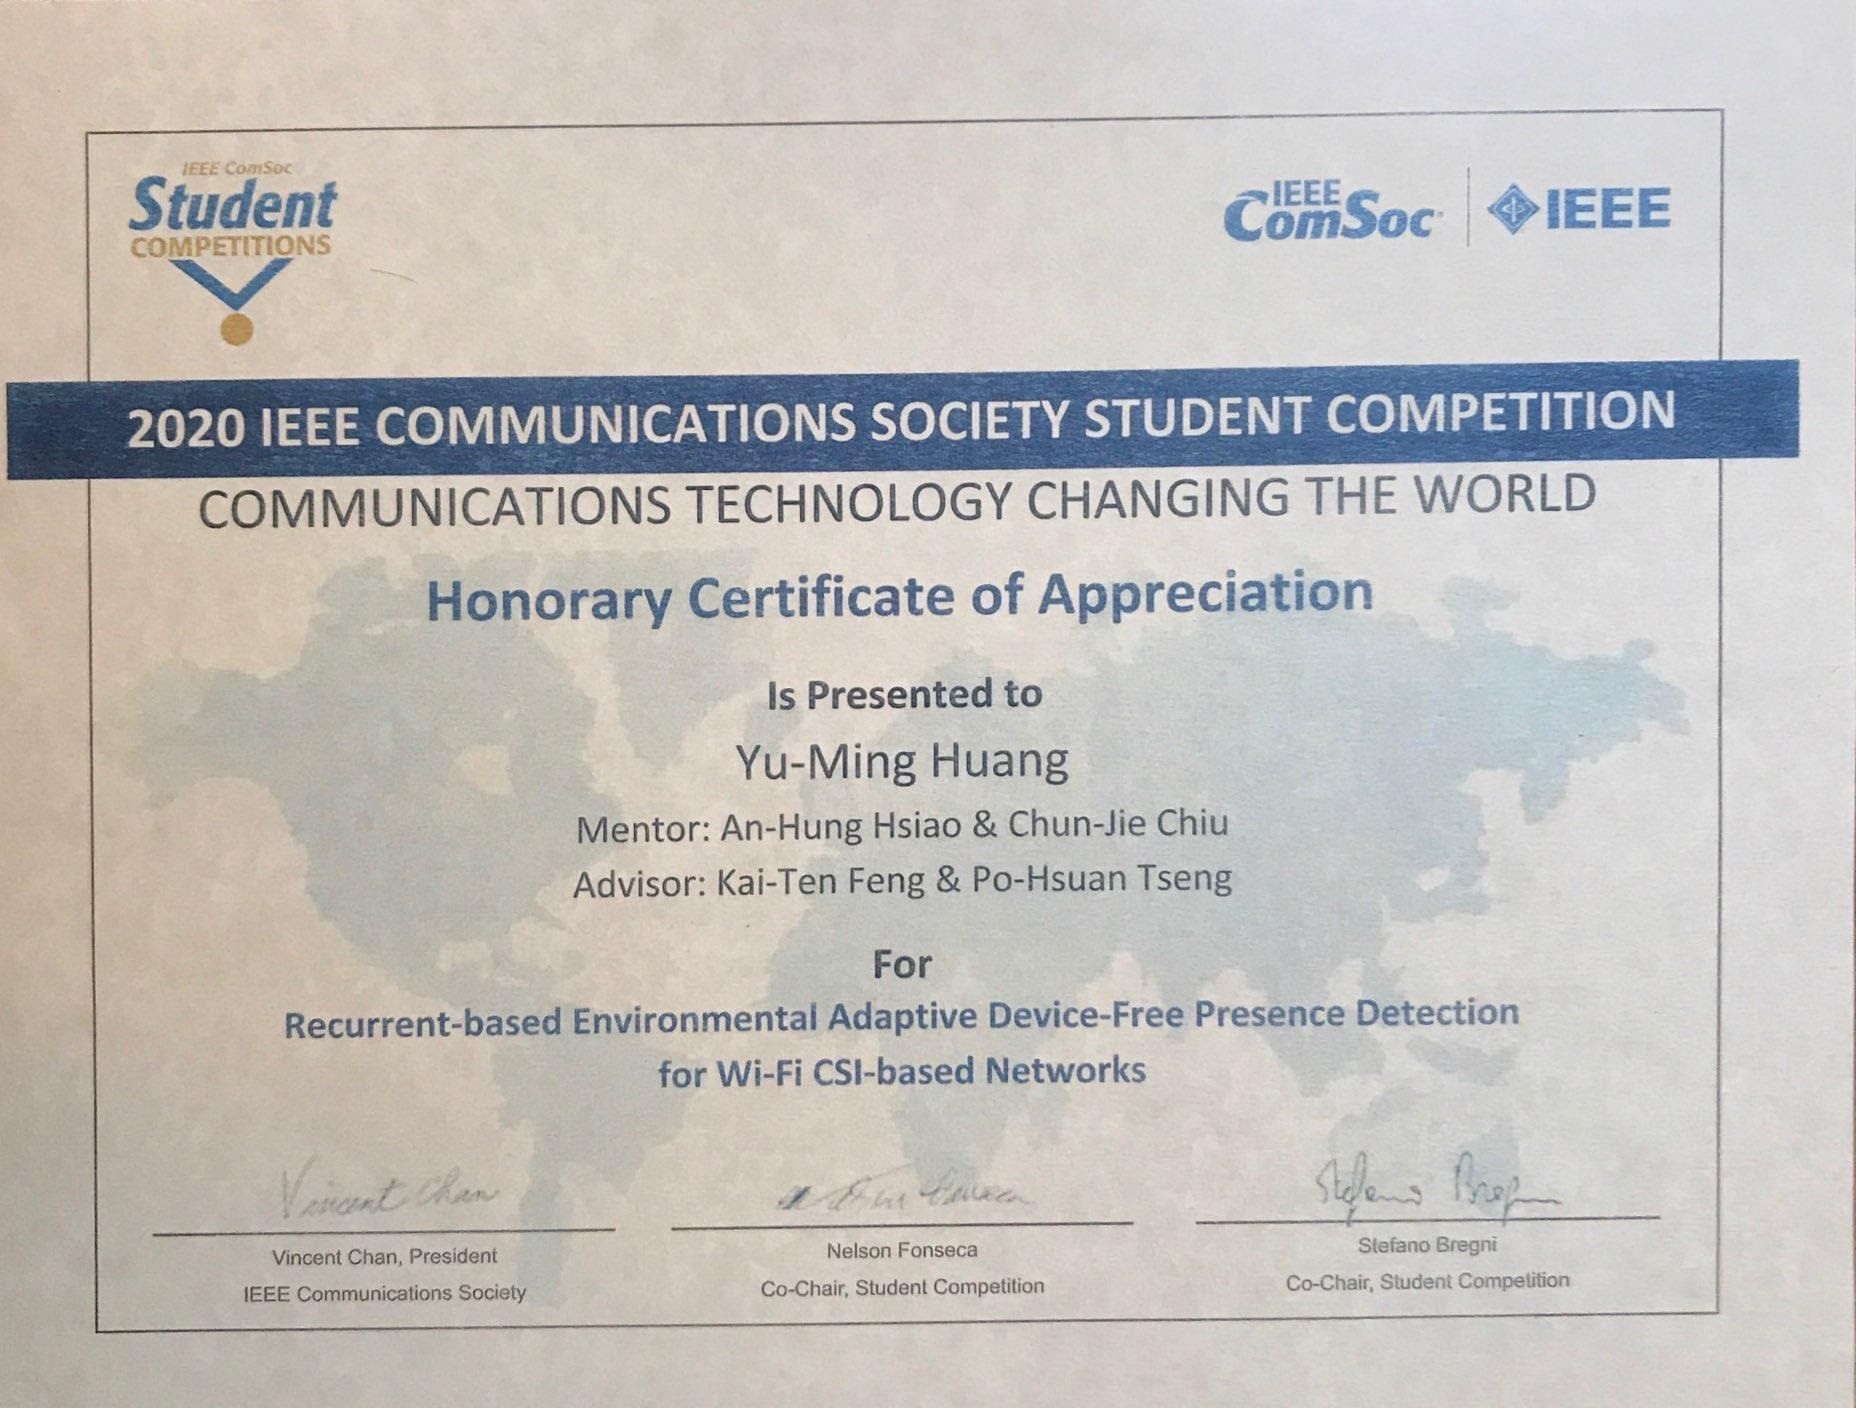 IEEE ComSoc
Student
COMPETITIONS
IEEE
ComSoc
IEEE
2020 IEEE COMMUNICATIONS SOCIETY STUDENT COMPETITION
COMMUNICATIONS TECHNOLOGY CHANGING THE WORLD
Honorary Certificate of Appreciation
Is Presented to
Yu-Ming Huang
Mentor: An-Hung Hsiao & Chun-Jie Chiu
Advisor: Kai-Ten Feng & Po-Hsuan Tseng
For
Recurrent-based Environmental Adaptive Device-Free Presence Detection
for Wi-Fi CSI-based Networks
Vincent Chan
Stefano Bregni
Vincent Chan, President
IEEE Communications Society
Nelson Fonseca
Co-Chair, Student Competition
Stefano Bregni
Co-Chair, Student Competition